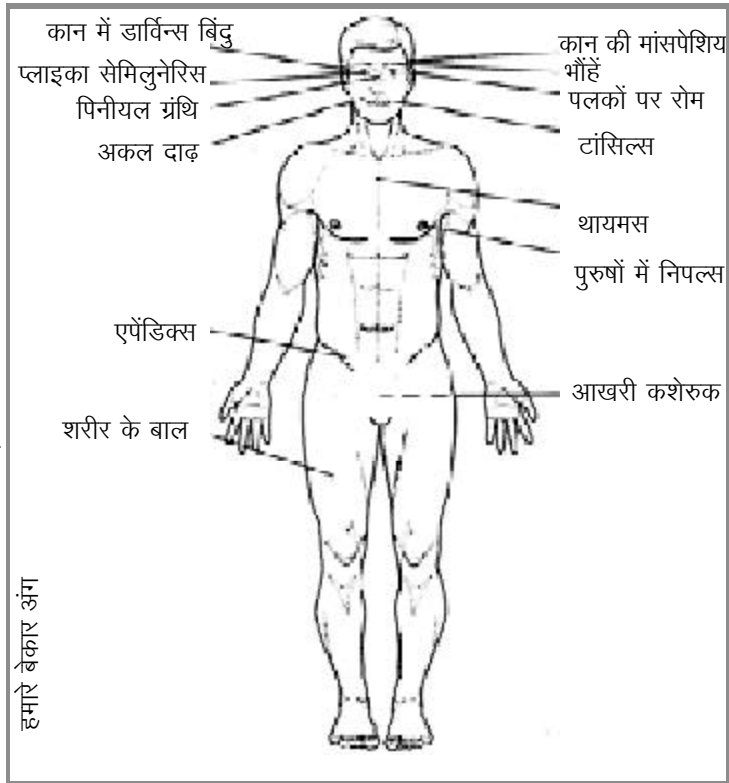 कान में डार्विन्स बिंदु
प्लाइका सेमिलुनेरिस
पिनीयल ग्रंथि
अकल दाढ़
एपेंडिक्स
शरीर के बाल
कान की मांसपेशिय
भौंहें
पलकों पर रोम
टांसिल्स
थायमस
पुरुषों में निपल्स
आखरी कशेरुक
हमारे बेकार अंग